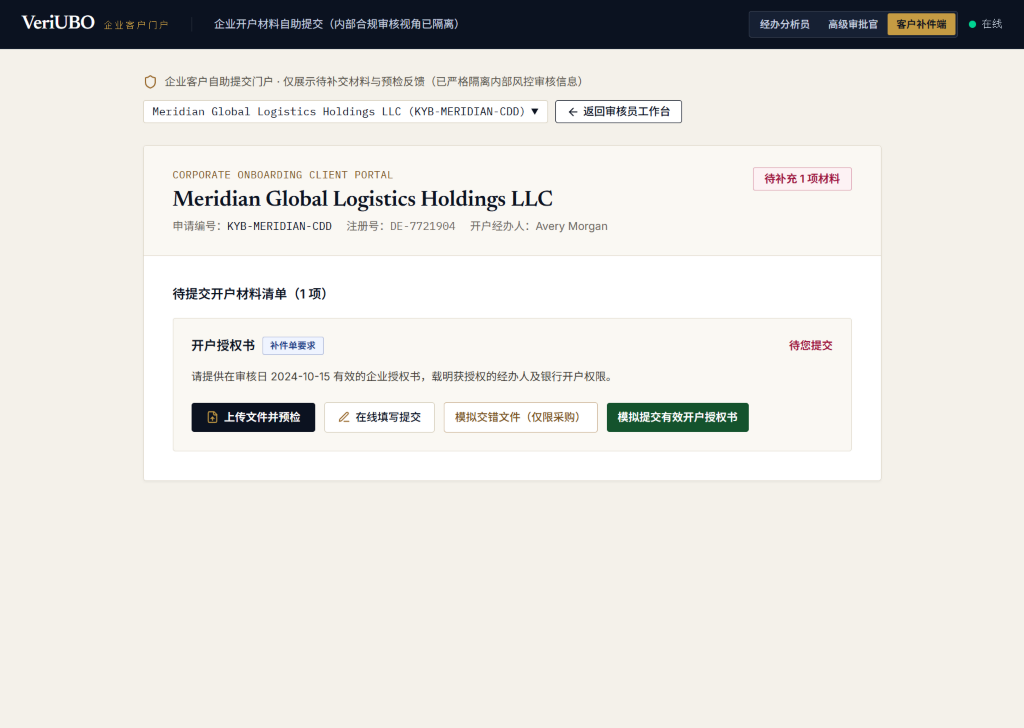 VeriUBO 企业客户门户 企业开户材料自助提交（内部合规审核视角已隔离） 经办分析员 高级审批官 客户补件端 在线
企业客户自助提交门户 · 仅展示待补交材料与预检反馈（已严格隔离内部风控审核信息）
Meridian Global Logistics Holdings LLC (KYB-MERIDIAN-CDD) ▼ ← 返回审核员工作台
CORPORATE ONBOARDING CLIENT PORTAL
待补充 1 项材料
Meridian Global Logistics Holdings LLC
申请编号：KYB-MERIDIAN-CDD 注册号：DE-7721904 开户经办人：Avery Morgan
待提交开户材料清单（1 项）
开户授权书 补件单要求 待您提交
请提供在审核日 2024-10-15 有效的企业授权书，载明获授权的经办人及银行开户权限。
上传文件并预检 在线填写提交 模拟交错文件（仅限采购） 模拟提交有效开户授权书